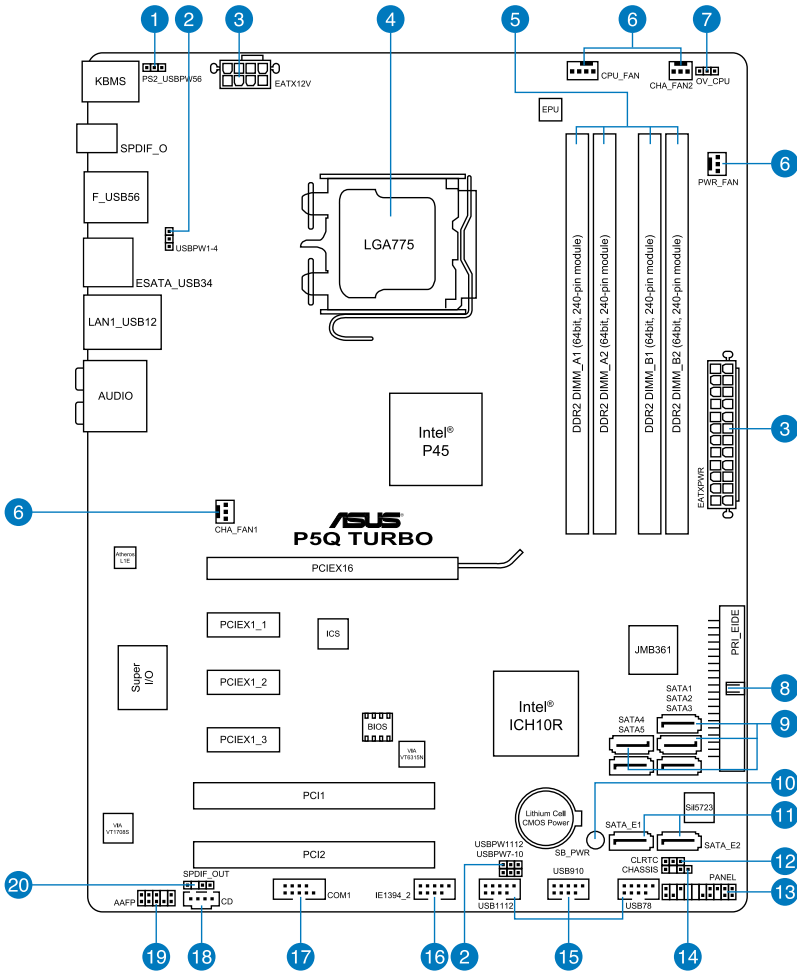 1
2
3
4
5
6
7
KBMS
PS2_USBPW56
EATX12V
CPU_FAN
CHA_FAN2
OV_CPU
EPU
SPDIF_O
6
PWR_FAN
F_USB56
USBPW1-4
LGA775
ESATA_USB34
LAN1_USB12
AUDIO
DDR2 DIMM_A1 (64bit, 240-pin module)
DDR2 DIMM_A2 (64bit, 240-pin module)
DDR2 DIMM_B1 (64bit, 240-pin module)
DDR2 DIMM_B2 (64bit, 240-pin module)
3
EATXPWR
Intel®
P45
6
CHA_FAN1
ASUS
P5Q TURBO
Atheros
L1E
PCIEX16
PCIEX1_1
ICS
JMB361
PRI_EIDE
Super
I/O
PCIEX1_2
Intel®
ICH10R
SATA1
SATA2
SATA3
8
SATA4
SATA5
9
BIOS
PCIEX1_3
VIA
VT6315N
10
PCI1
Lithium Cell
CMOS Power
SiI5723
SATA_E1
11
VIA
VT1708S
SB_PWR
SATA_E2
PCI2
USBPW1112
USBPW7-10
CLRTC
12
CHASSIS
20
SPDIF_OUT
USB910
PANEL
13
AAFP
CD
COM1
IE1394_2
USB1112
USB78
19
18
17
16
2
15
14